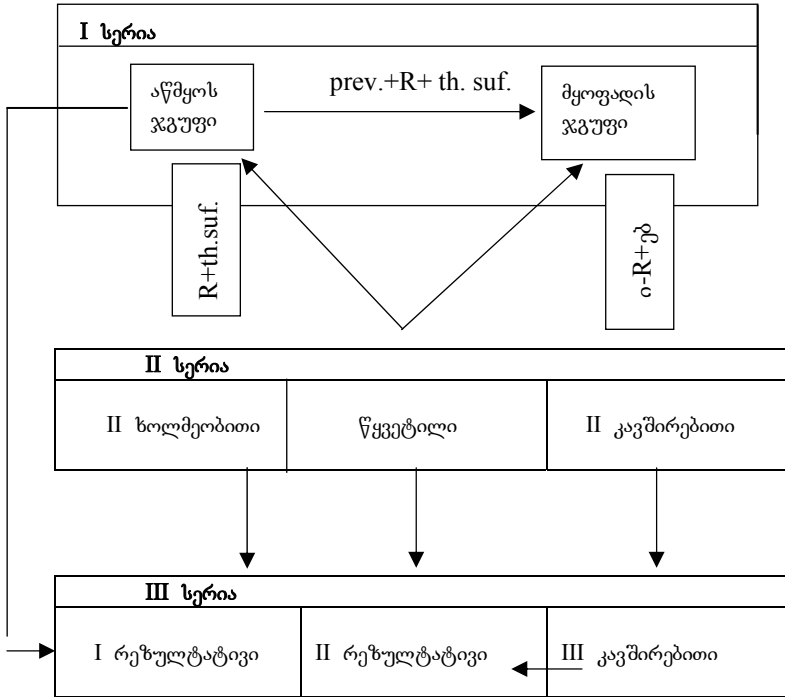 I სერია
აწმყოს
ჯგუფი
prev.+R+ th. suf.
მყოფადის
ჯგუფი
R+th.suf.
ი-R+ებ
II სერია
II ხოლმეობითი
წყვეტილი
II კავშირებითი
III სერია
I რეზულტატივი
II რეზულტატივი
III კავშირებითი